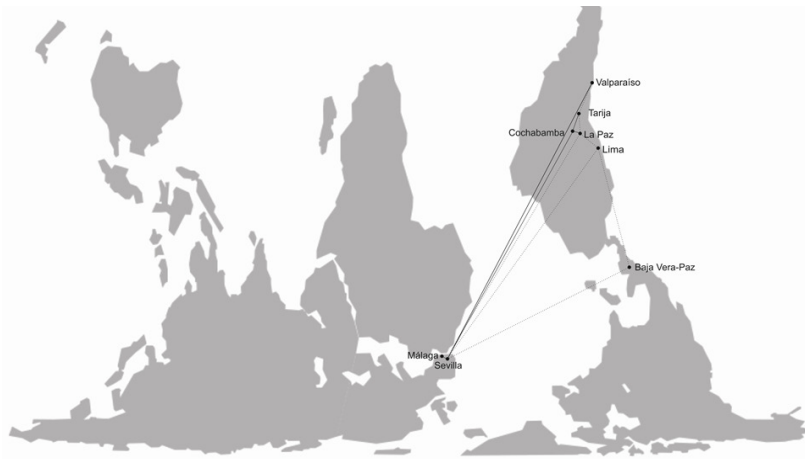 Valparaíso
Tarija
Cochabamba
La Paz
Lima
Baja Vera-Paz
Málaga
Sevilla